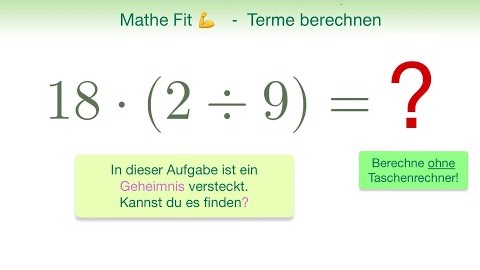 Mathe Fit 💪 - Terme berechnen
18 · (2 ÷ 9) = ?
In dieser Aufgabe ist ein
Geheimnis versteckt.
Kannst du es finden?
Berechne ohne
Taschenrechner!